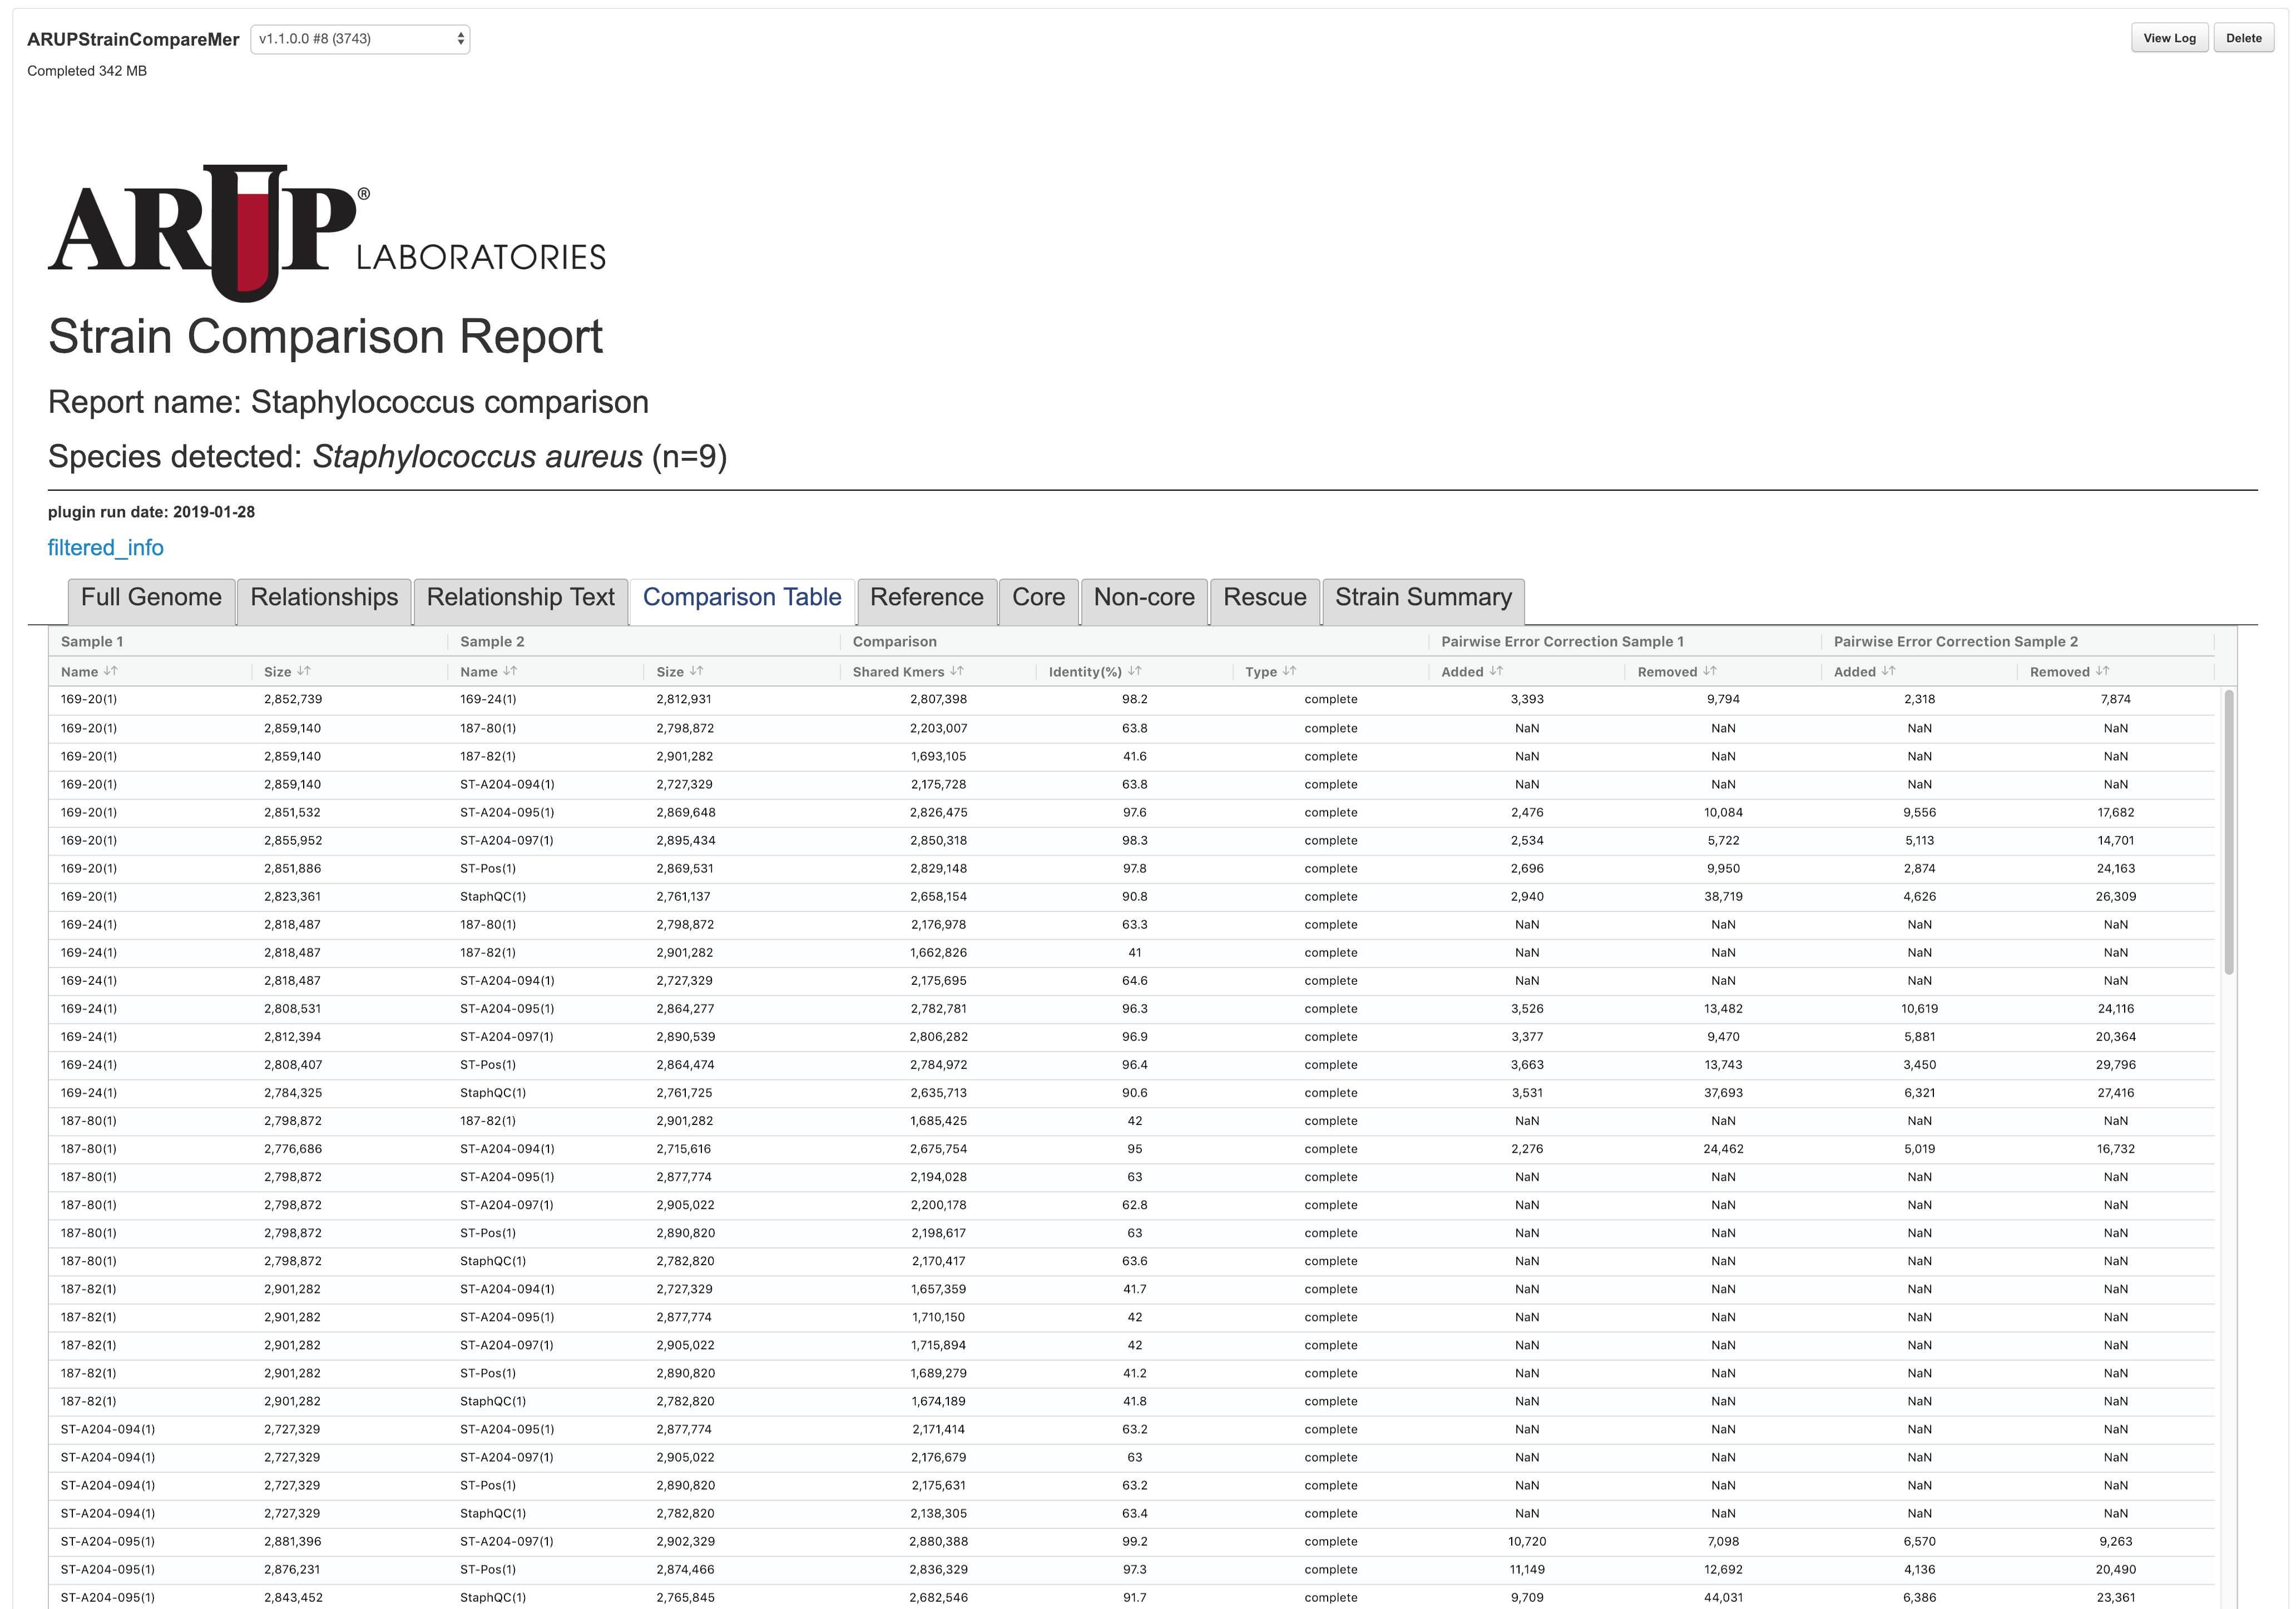 ARUPStrainCompareMer v1.1.0.0 #8 (3743) View Log Delete
Completed 342 MB
ARUP® LABORATORIES
Strain Comparison Report
Report name: Staphylococcus comparison
Species detected: Staphylococcus aureus (n=9)
plugin run date: 2019-01-28
filtered_info
Full Genome Relationships Relationship Text Comparison Table Reference Core Non-core Rescue Strain Summary
Sample 1 Sample 2 Comparison Pairwise Error Correction Sample 1 Pairwise Error Correction Sample 2
Name Size Name Size Shared Kmers Identity(%) Type Added Removed Added Removed
169-20(1) 2,852,739 169-24(1) 2,812,931 2,807,398 98.2 complete 3,393 9,794 2,318 7,874
169-20(1) 2,859,140 187-80(1) 2,798,872 2,203,007 63.8 complete NaN NaN NaN NaN
169-20(1) 2,859,140 187-82(1) 2,901,282 1,693,105 41.6 complete NaN NaN NaN NaN
169-20(1) 2,859,140 ST-A204-094(1) 2,727,329 2,175,728 63.8 complete NaN NaN NaN NaN
169-20(1) 2,851,532 ST-A204-095(1) 2,869,648 2,826,475 97.6 complete 2,476 10,084 9,556 17,682
169-20(1) 2,855,952 ST-A204-097(1) 2,895,434 2,850,318 98.3 complete 2,534 5,722 5,113 14,701
169-20(1) 2,851,886 ST-Pos(1) 2,869,531 2,829,148 97.8 complete 2,696 9,950 2,874 24,163
169-20(1) 2,823,361 StaphQC(1) 2,761,137 2,658,154 90.8 complete 2,940 38,719 4,626 26,309
169-24(1) 2,818,487 187-80(1) 2,798,872 2,176,978 63.3 complete NaN NaN NaN NaN
169-24(1) 2,818,487 187-82(1) 2,901,282 1,662,826 41 complete NaN NaN NaN NaN
169-24(1) 2,818,487 ST-A204-094(1) 2,727,329 2,175,695 64.6 complete NaN NaN NaN NaN
169-24(1) 2,808,531 ST-A204-095(1) 2,864,277 2,782,781 96.3 complete 3,526 13,482 10,619 24,116
169-24(1) 2,812,394 ST-A204-097(1) 2,890,539 2,806,282 96.9 complete 3,377 9,470 5,881 20,364
169-24(1) 2,808,407 ST-Pos(1) 2,864,474 2,784,972 96.4 complete 3,663 13,743 3,450 29,796
169-24(1) 2,784,325 StaphQC(1) 2,761,725 2,635,713 90.6 complete 3,531 37,693 6,321 27,416
187-80(1) 2,798,872 187-82(1) 2,901,282 1,685,425 42 complete NaN NaN NaN NaN
187-80(1) 2,776,686 ST-A204-094(1) 2,715,616 2,675,754 95 complete 2,276 24,462 5,019 16,732
187-80(1) 2,798,872 ST-A204-095(1) 2,877,774 2,194,028 63 complete NaN NaN NaN NaN
187-80(1) 2,798,872 ST-A204-097(1) 2,905,022 2,200,178 62.8 complete NaN NaN NaN NaN
187-80(1) 2,798,872 ST-Pos(1) 2,890,820 2,198,617 63 complete NaN NaN NaN NaN
187-80(1) 2,798,872 StaphQC(1) 2,782,820 2,170,417 63.6 complete NaN NaN NaN NaN
187-82(1) 2,901,282 ST-A204-094(1) 2,727,329 1,657,359 41.7 complete NaN NaN NaN NaN
187-82(1) 2,901,282 ST-A204-095(1) 2,877,774 1,710,150 42 complete NaN NaN NaN NaN
187-82(1) 2,901,282 ST-A204-097(1) 2,905,022 1,715,894 42 complete NaN NaN NaN NaN
187-82(1) 2,901,282 ST-Pos(1) 2,890,820 1,689,279 41.2 complete NaN NaN NaN NaN
187-82(1) 2,901,282 StaphQC(1) 2,782,820 1,674,189 41.8 complete NaN NaN NaN NaN
ST-A204-094(1) 2,727,329 ST-A204-095(1) 2,877,774 2,171,414 63.2 complete NaN NaN NaN NaN
ST-A204-094(1) 2,727,329 ST-A204-097(1) 2,905,022 2,176,679 63 complete NaN NaN NaN NaN
ST-A204-094(1) 2,727,329 ST-Pos(1) 2,890,820 2,175,631 63.2 complete NaN NaN NaN NaN
ST-A204-094(1) 2,727,329 StaphQC(1) 2,782,820 2,138,305 63.4 complete NaN NaN NaN NaN
ST-A204-095(1) 2,881,396 ST-A204-097(1) 2,902,329 2,880,388 99.2 complete 10,720 7,098 6,570 9,263
ST-A204-095(1) 2,876,231 ST-Pos(1) 2,874,466 2,836,329 97.3 complete 11,149 12,692 4,136 20,490
ST-A204-095(1) 2,843,452 StaphQC(1) 2,765,845 2,682,546 91.7 complete 9,709 44,031 6,386 23,361